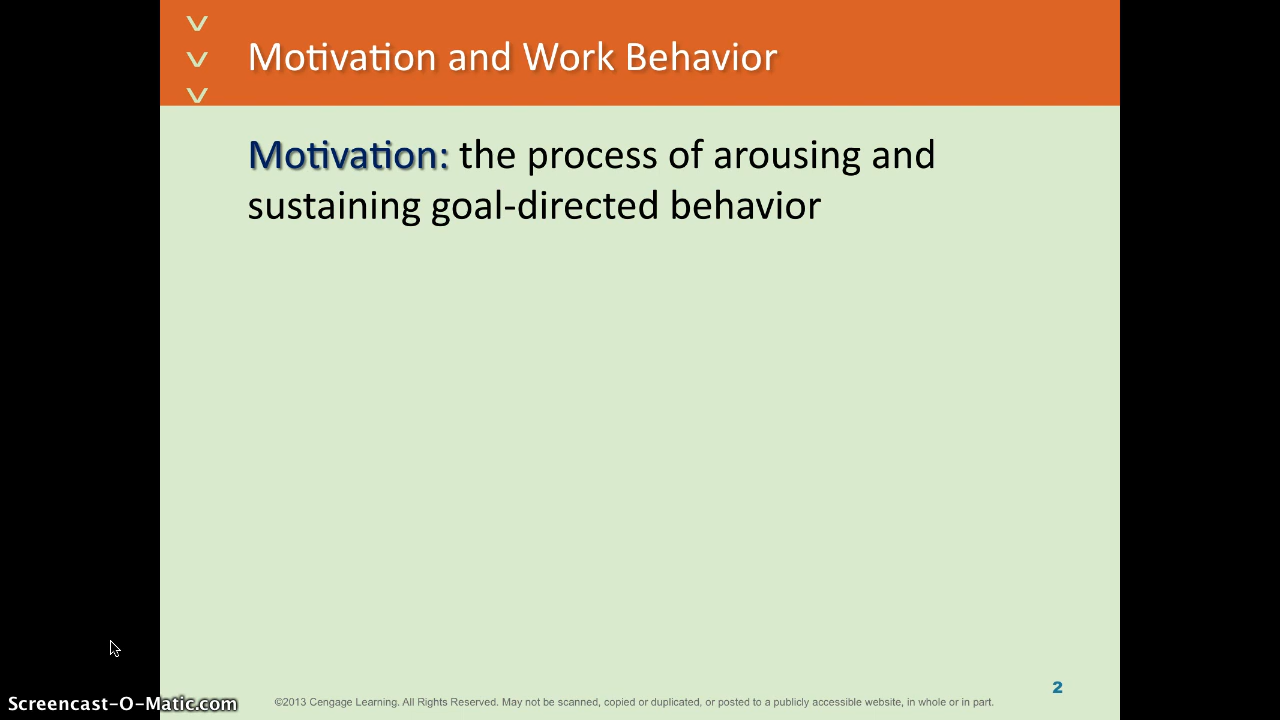 Motivation and Work Behavior
Motivation: the process of arousing and
sustaining goal-directed behavior
2
©2013 Cengage Learning. All Rights Reserved. May not be scanned, copied or duplicated, or posted to a publicly accessible website, in whole or in part.
Screencast-O-Matic.com